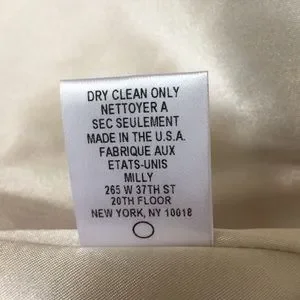 DRY CLEAN ONLY
NETTOYER A
SEC SEULEMENT
MADE IN THE U.S.A.
FABRIQUE AUX
ETATS-UNIS
MILLY
265 W 37TH ST
20TH FLOOR
NEW YORK, NY 10018